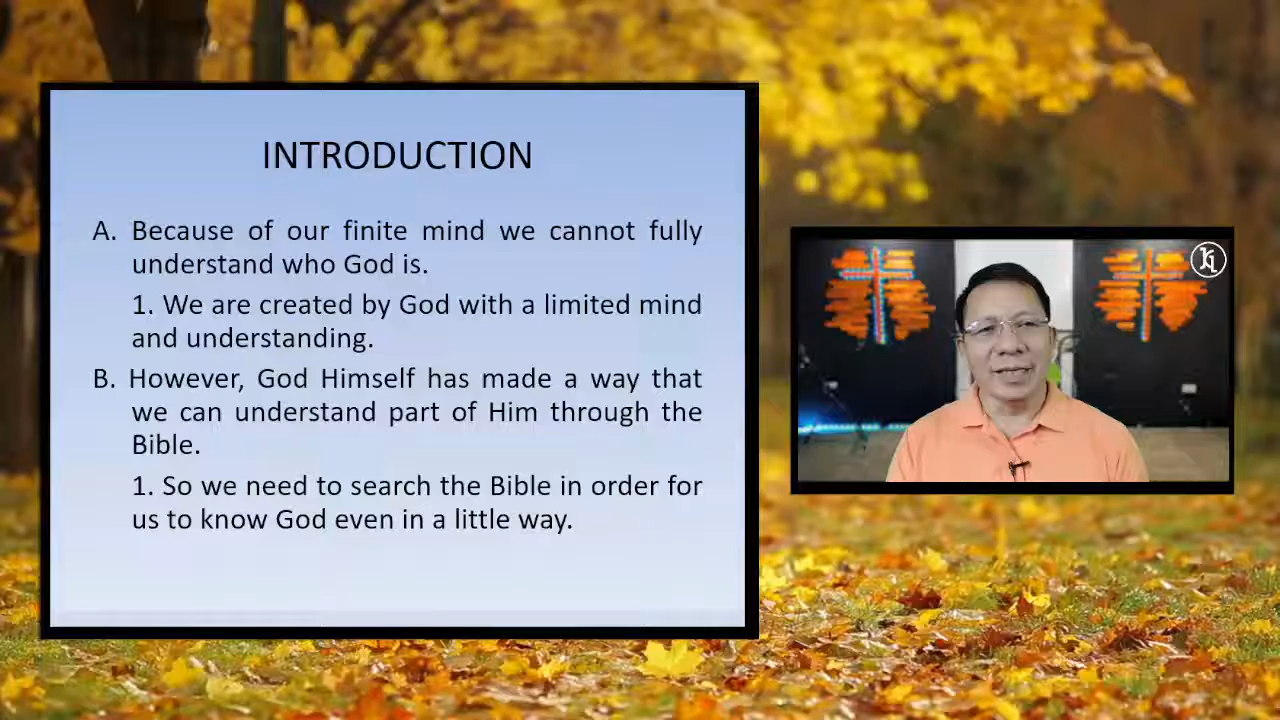 INTRODUCTION
A. Because of our finite mind we cannot fully
understand who God is.
1. We are created by God with a limited mind
and understanding.
B. However, God Himself has made a way that
we can understand part of Him through the
Bible.
1. So we need to search the Bible in order for
us to know God even in a little way.